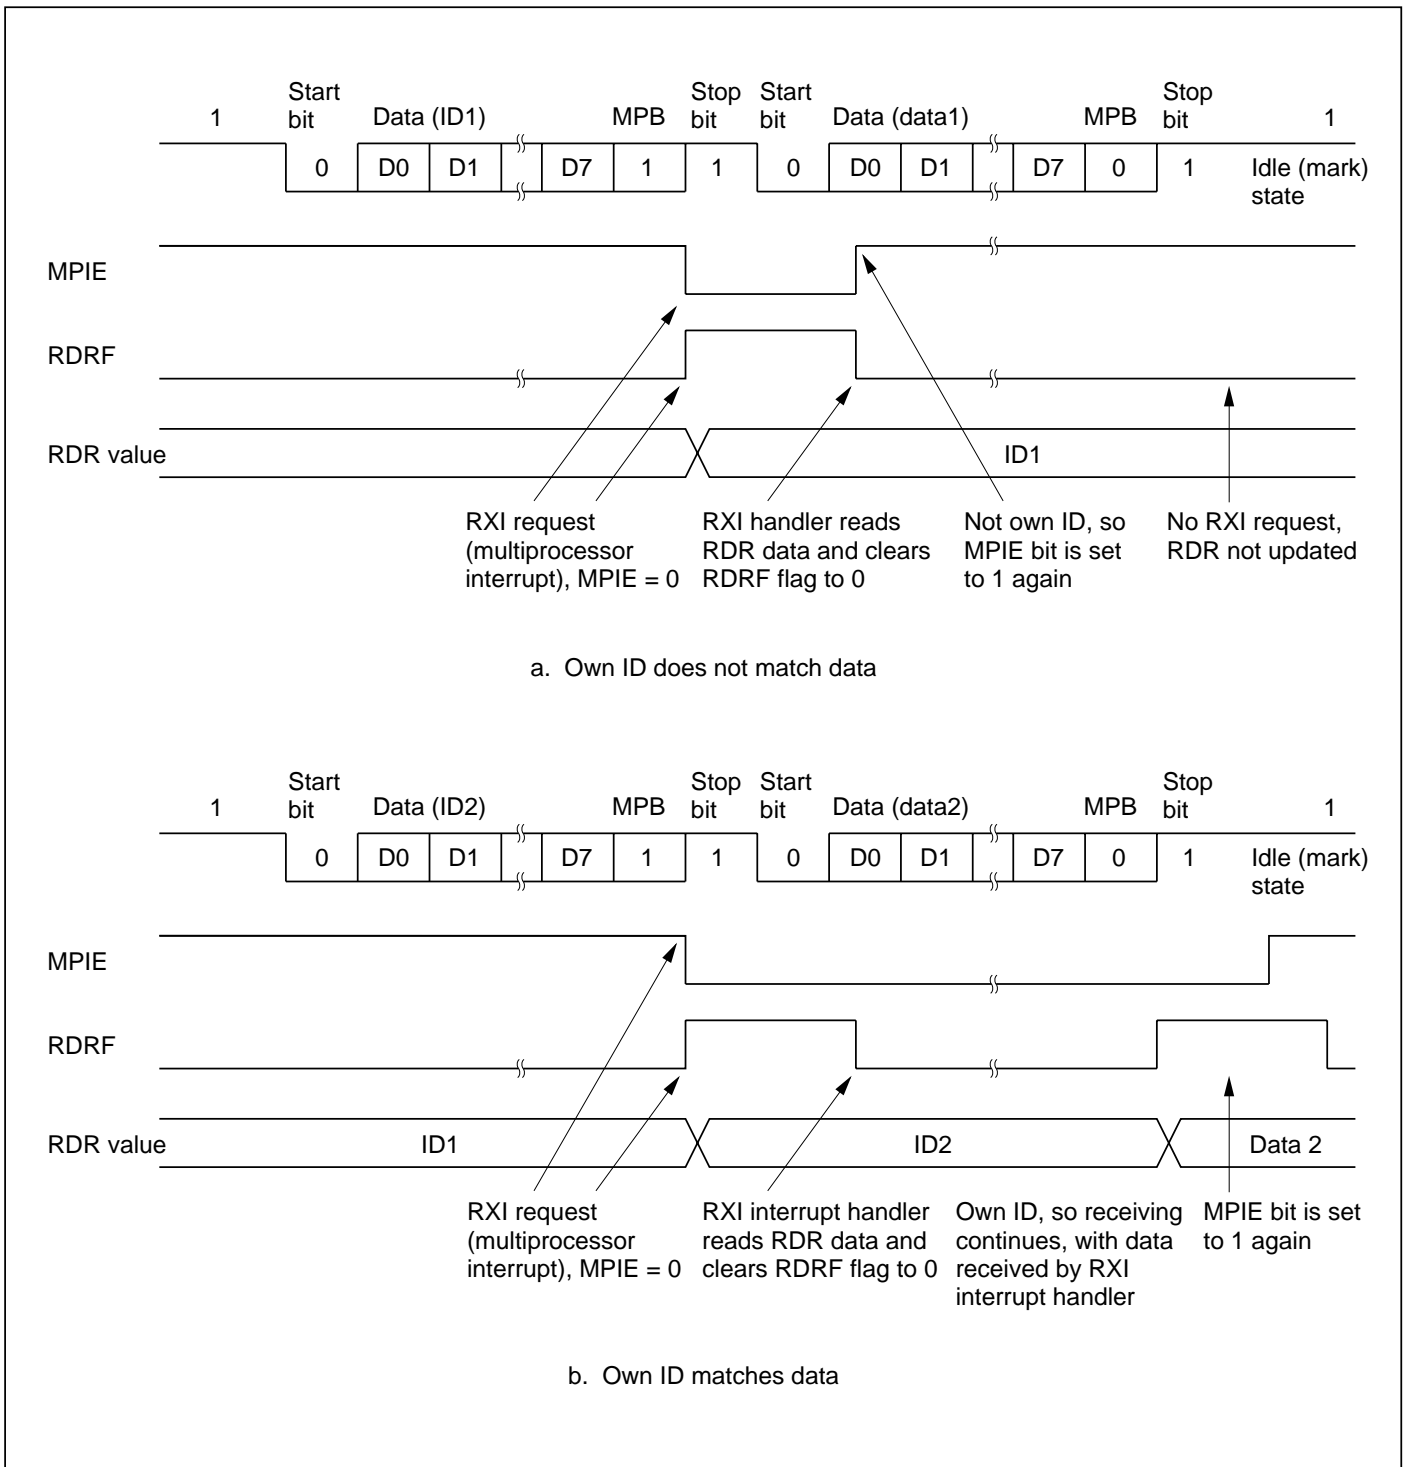 Start Stop Start Stop
1 bit Data (ID1) MPB bit bit Data (data1) MPB bit 1
0 D0 D1 D7 1 1 0 D0 D1 D7 0 1 Idle (mark)
state
MPIE
RDRF
RDR value ID1
RXI request
(multiprocessor
interrupt), MPIE = 0
RXI handler reads
RDR data and clears
RDRF flag to 0
Not own ID, so
MPIE bit is set
to 1 again
No RXI request,
RDR not updated
a. Own ID does not match data
Start Stop Start Stop
1 bit Data (ID2) MPB bit bit Data (data2) MPB bit 1
0 D0 D1 D7 1 1 0 D0 D1 D7 0 1 Idle (mark)
state
MPIE
RDRF
RDR value ID1 ID2 Data 2
RXI request
(multiprocessor
interrupt), MPIE = 0
RXI interrupt handler
reads RDR data and
clears RDRF flag to 0
Own ID, so receiving
continues, with data
received by RXI
interrupt handler
MPIE bit is set
to 1 again
b. Own ID matches data